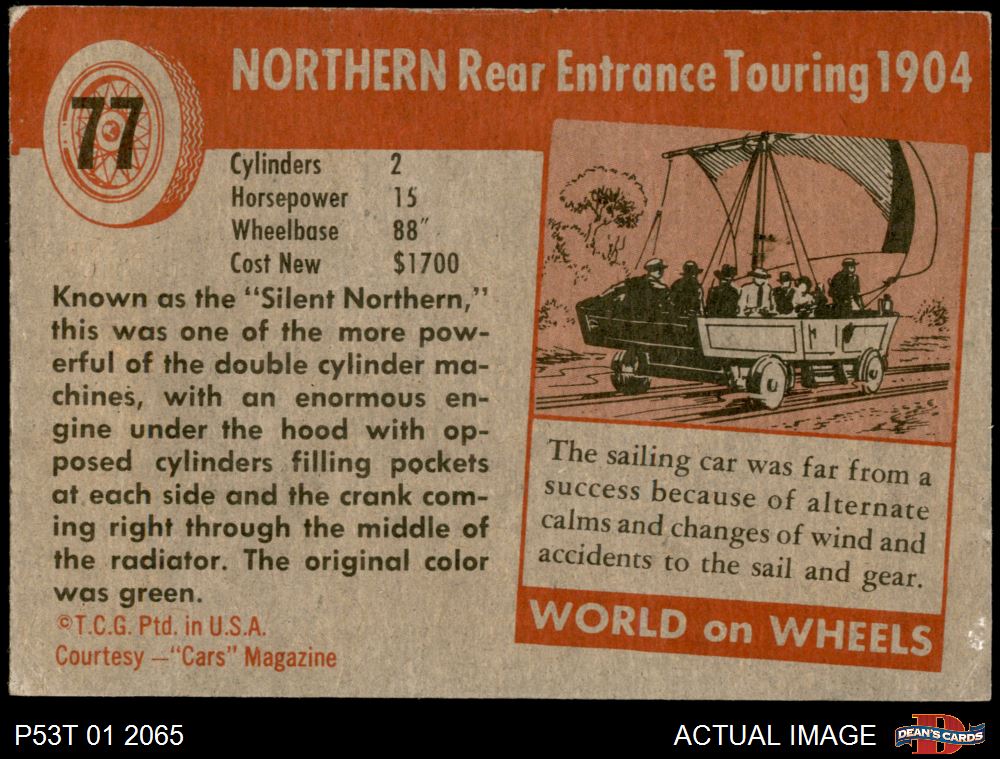 77
NORTHERN Rear Entrance Touring 1904
Cylinders 2
Horsepower 15
Wheelbase 88"
Cost New $1700
Known as the "Silent Northern,"
this was one of the more pow-
erful of the double cylinder ma-
chines, with an enormous en-
gine under the hood with op-
posed cylinders filling pockets
at each side and the crank com-
ing right through the middle of
the radiator. The original color
was green.
©T.C.G. Ptd. in U.S.A.
Courtesy —"Cars" Magazine
The sailing car was far from a
success because of alternate
calms and changes of wind and
accidents to the sail and gear.
WORLD on WHEELS
P53T 01 2065
ACTUAL IMAGE
D
DEAN'S CARDS